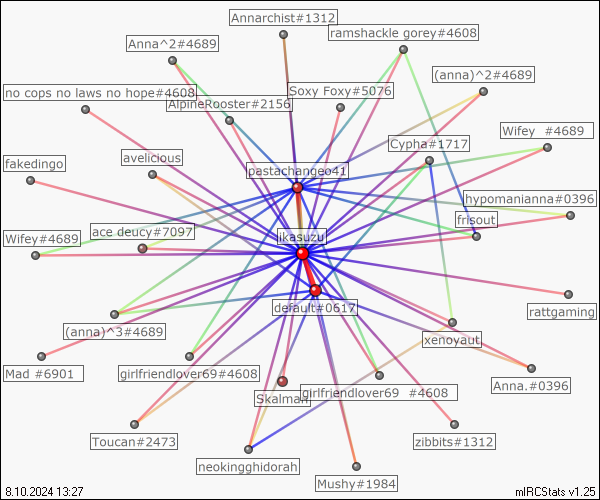 Annarchist#1312
ramshackle gorey#4608
Anna^2#4689
(anna)^2#4689
no cops no laws no hope#4608
Soxy Foxy#5076
AlpineRooster#2156
Wifey #4689
Cypha#1717
fakedingo
avelicious
pastachangeo41
hypomanianna#0396
frisout
Wifey#4689
ace deucy#7097
ikasuzu
default#0617
rattgaming
(anna)^3#4689
xenoyaut
Mad #6901
girlfriendlover69#4608
Skalman
girlfriendlover69 #4608
Anna.#0396
Toucan#2473
zibbits#1312
neokingghidorah
Mushy#1984
8.10.2024 13:27
mIRCStats v1.25